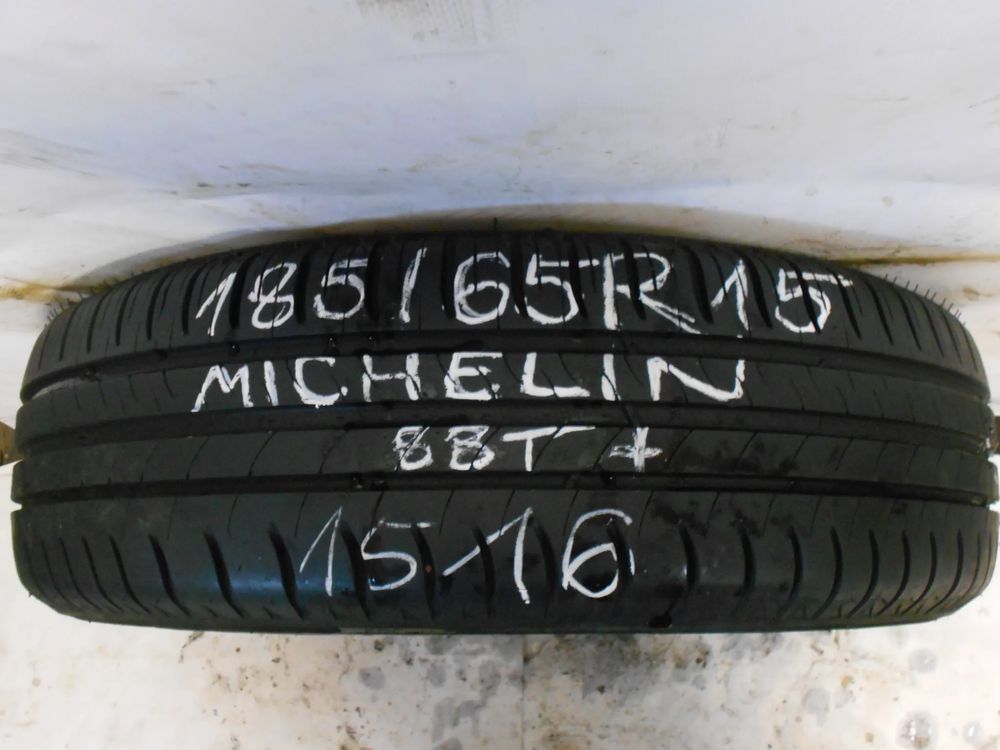 185/65R15
MICHELIN
88T +
15-16